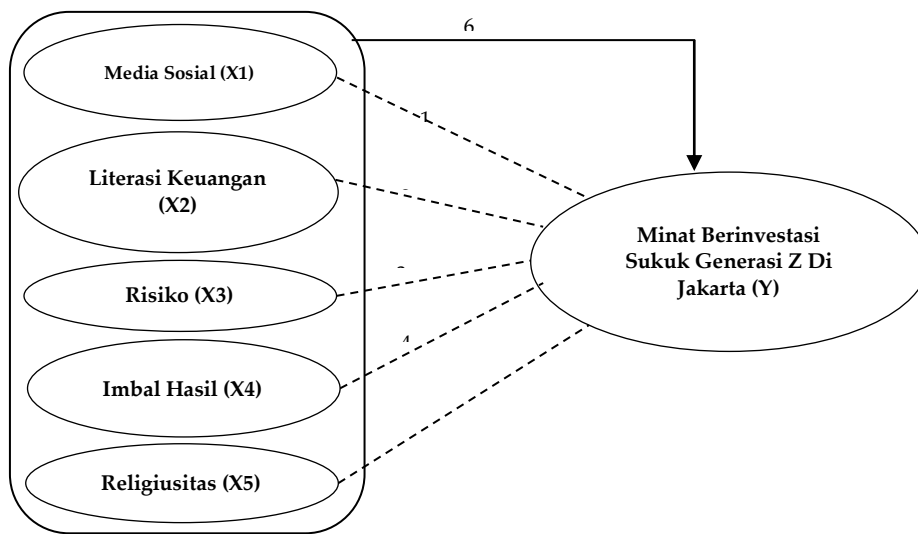 6
Media Sosial (X1)
1
Literasi Keuangan
(X2)
Minat Berinvestasi
Sukuk Generasi Z Di
Jakarta (Y)
Risiko (X3)
4
Imbal Hasil (X4)
Religiusitas (X5)